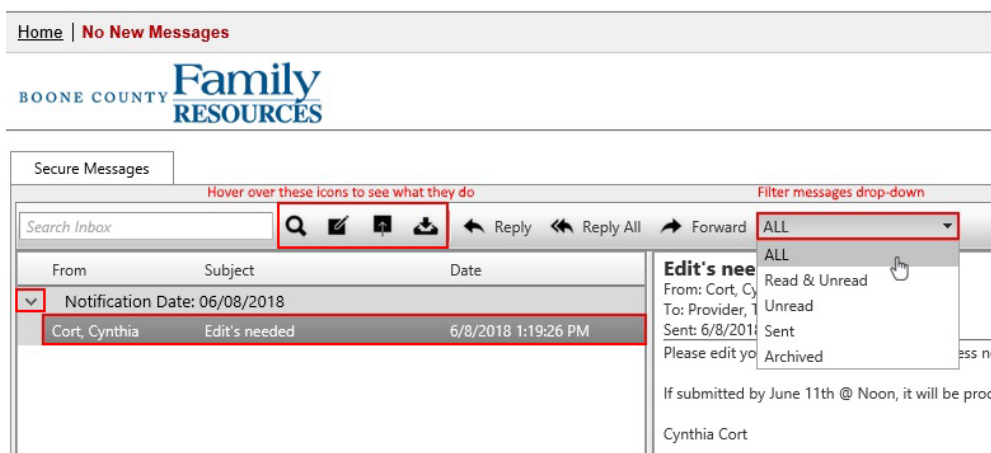 Home | No New Messages
BOONE COUNTY Family RESOURCES
Secure Messages
Hover over these icons to see what they do
Filter messages drop-down
Search Inbox
Reply
Reply All
Forward
ALL
From Subject Date
Notification Date: 06/08/2018
Cort, Cynthia Edit's needed 6/8/2018 1:19:26 PM
ALL
Read & Unread
Unread
Sent
Archived
Edit's nee
From: Cort, Cy
To: Provider, T
Sent: 6/8/2018
Please edit yo ess n
If submitted by June 11th @ Noon, it will be proc
Cynthia Cort